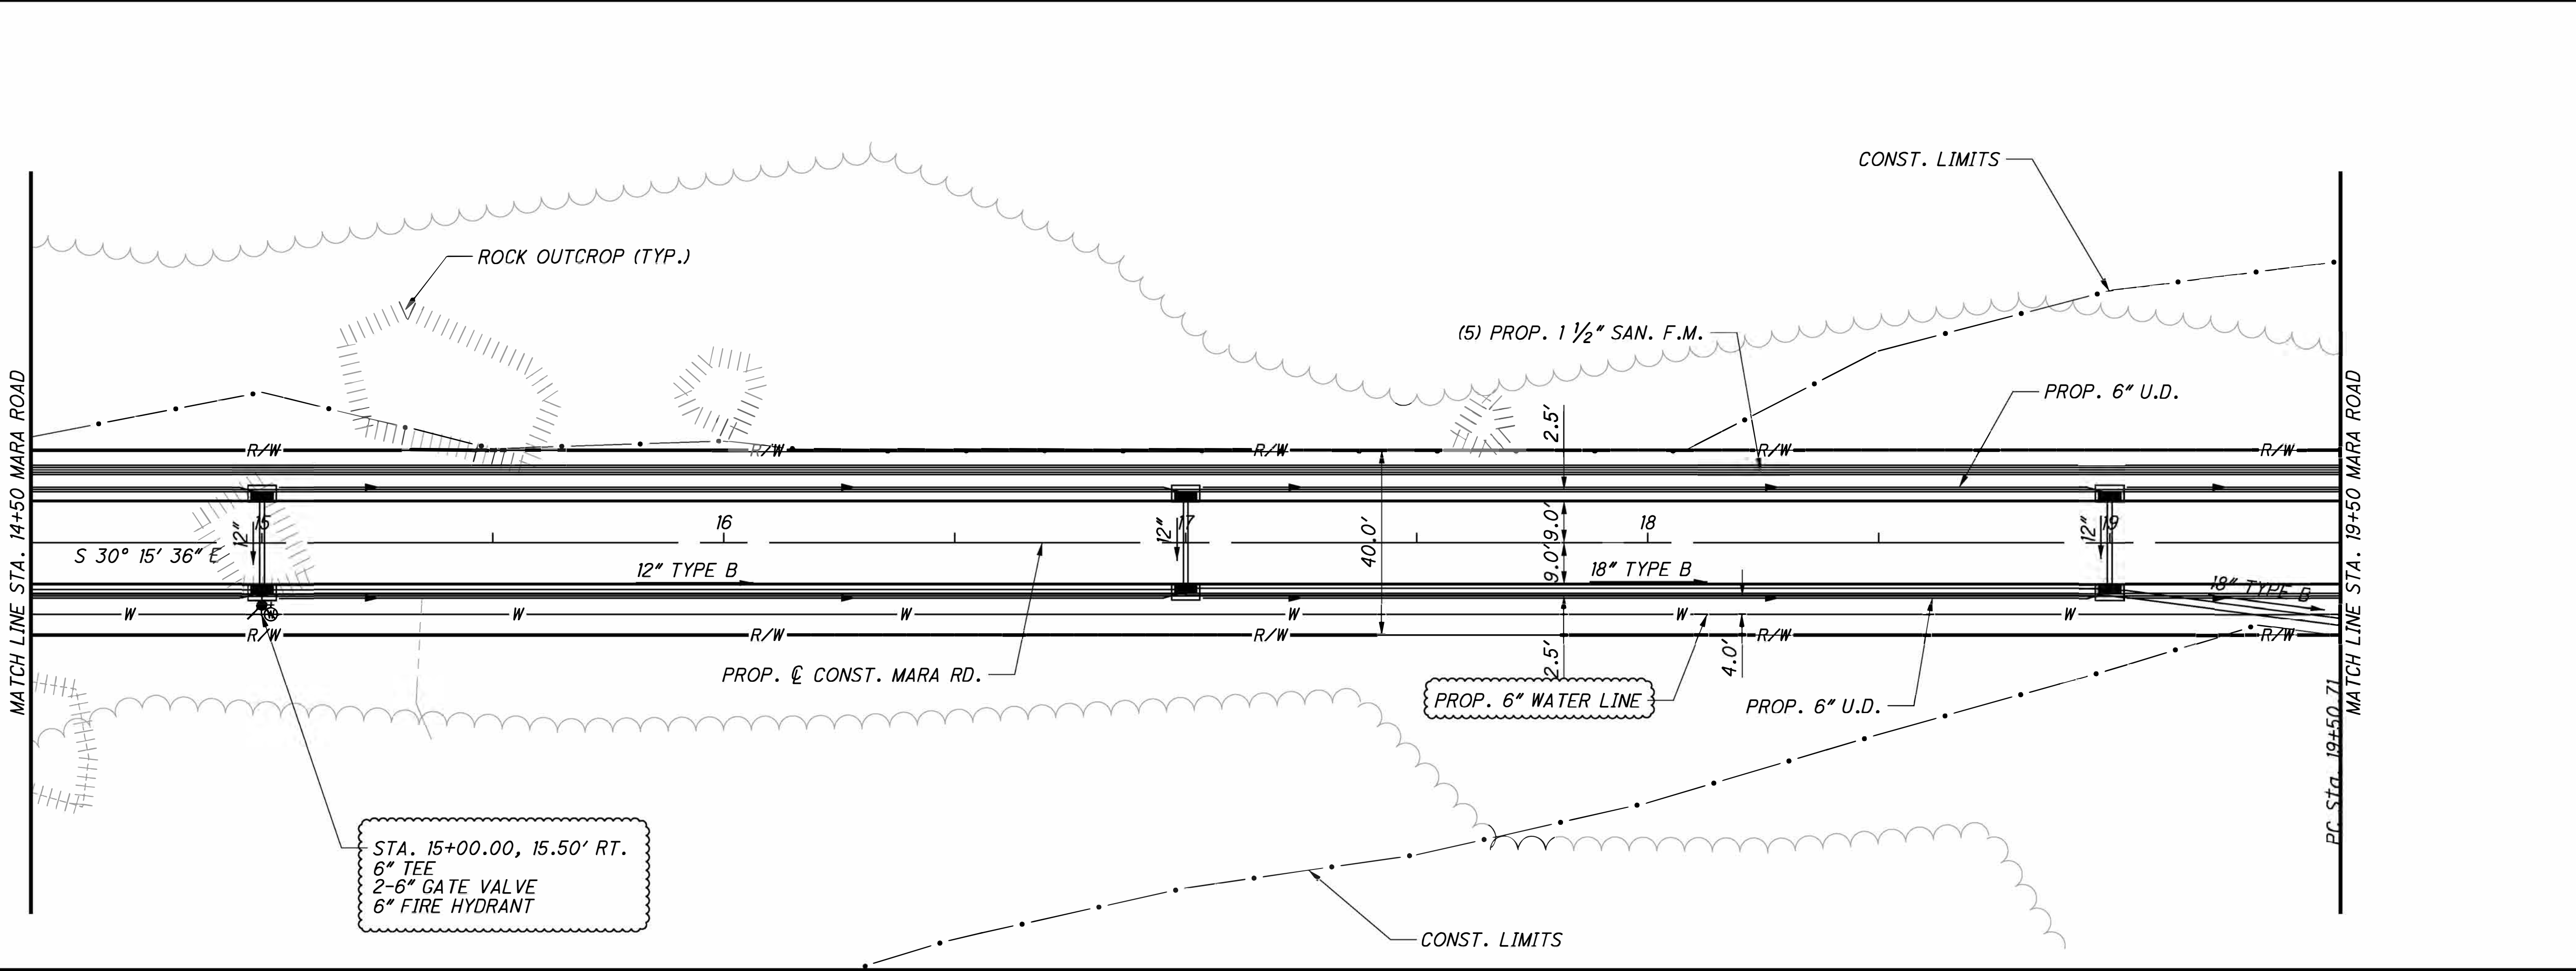 CONST. LIMITS
ROCK OUTCROP (TYP.)
(5) PROP. 1 ½" SAN. F.M.
PROP. 6" U.D.
MATCH LINE STA. 14+50 MARA ROAD
MATCH LINE STA. 19+50 MARA ROAD
2.5'
R/W R/W R/W R/W R/W
15 16 17 18 19
12" 12" 12"
9.0'
40.0'
9.0'
S 30° 15' 36" E
12" TYPE B
18" TYPE B
18" TYPE B
W W W W W W
R/W R/W R/W R/W R/W
2.5'
4.0'
PROP. ℄ CONST. MARA RD.
PROP. 6" WATER LINE
PROP. 6" U.D.
PC Sta. 19+50.71
STA. 15+00.00, 15.50' RT.
6" TEE
2-6" GATE VALVE
6" FIRE HYDRANT
CONST. LIMITS